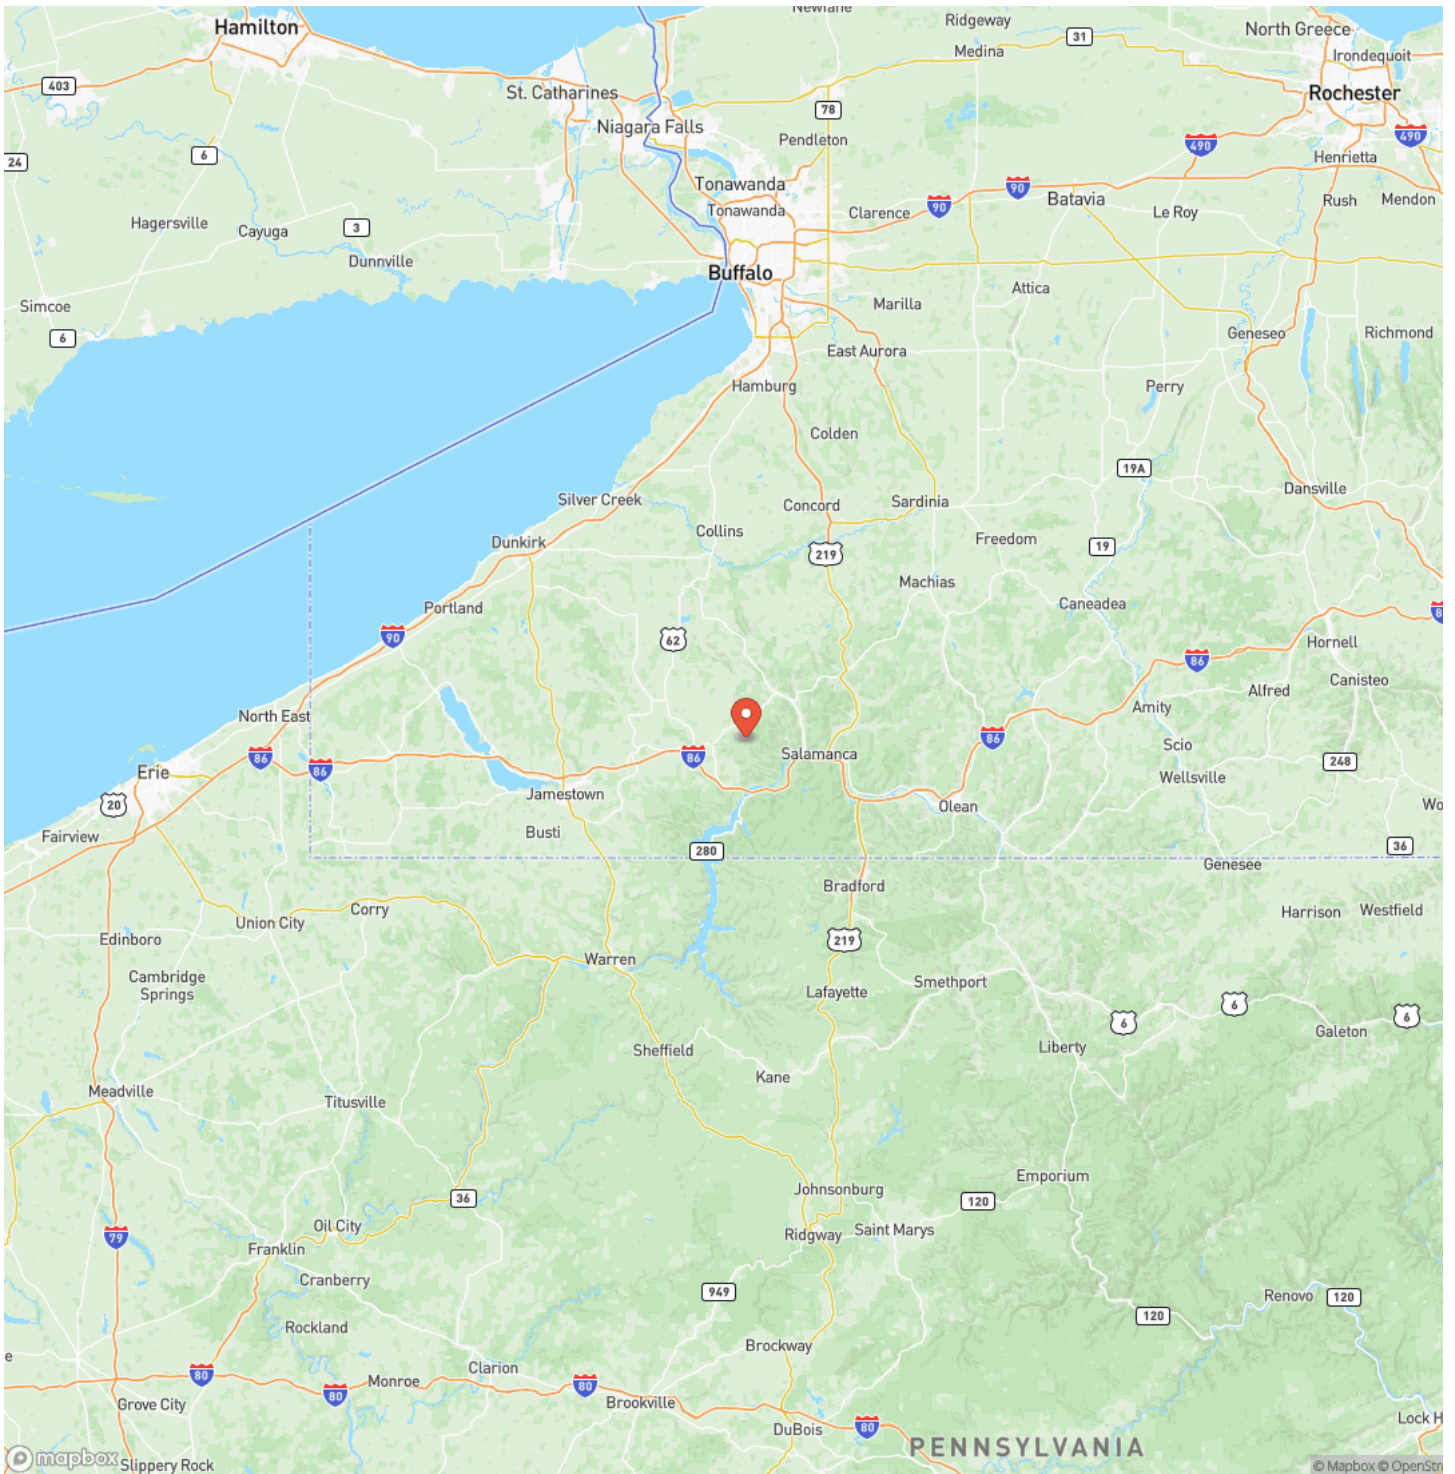 Newfane
Hamilton
Ridgeway
North Greece
31
Medina
Irondequoit
403
St. Catharines
Rochester
78
Niagara Falls
490
490
Pendleton
6
24
Henrietta
Tonawanda
90
90
Batavia
Rush
Mendon
Tonawanda
Clarence
Le Roy
Hagersville
3
Cayuga
Dunnville
Buffalo
Attica
Simcoe
Marilla
6
Geneseo
Richmond
East Aurora
Hamburg
Perry
Colden
19A
Dansville
Silver Creek
Concord
Sardinia
Collins
Dunkirk
Freedom
19
219
Machias
Caneadea
Portland
90
62
Hornell
86
Canisteo
Alfred
North East
Amity
86
Scio
86
86
86
Salamanca
248
Erie
Wellsville
20
Jamestown
Olean
Fairview
Busti
280
36
Genesee
Bradford
Corry
Harrison
Westfield
Union City
Edinboro
219
Warren
Cambridge
Springs
Smethport
Lafayette
6
6
6
Galeton
Liberty
Sheffield
Kane
Meadville
Titusville
Emporium
Johnsonburg
36
120
Oil City
Saint Marys
79
Ridgway
Franklin
Cranberry
949
Renovo
120
120
Rockland
Brockway
Clarion
80
Monroe
80
80
Grove City
Brookville
DuBois
80
PENNSYLVANIA
mapbox
Slippery Rock
© Mapbox © OpenStr